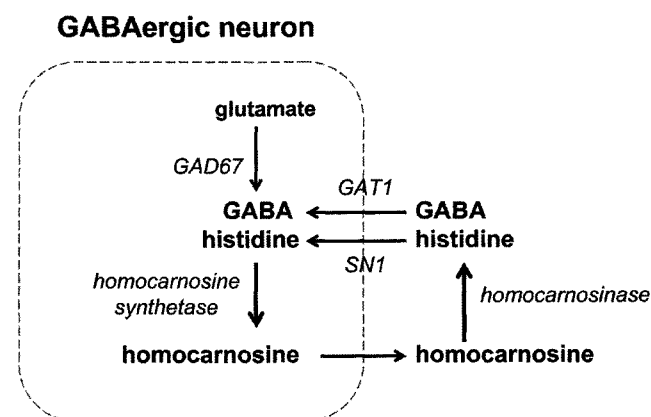 GABAergic neuron
glutamate
GAD67
GAT1
GABA GABA
histidine histidine
SN1
homocarnosine
synthetase
homocarnosinase
homocarnosine homocarnosine